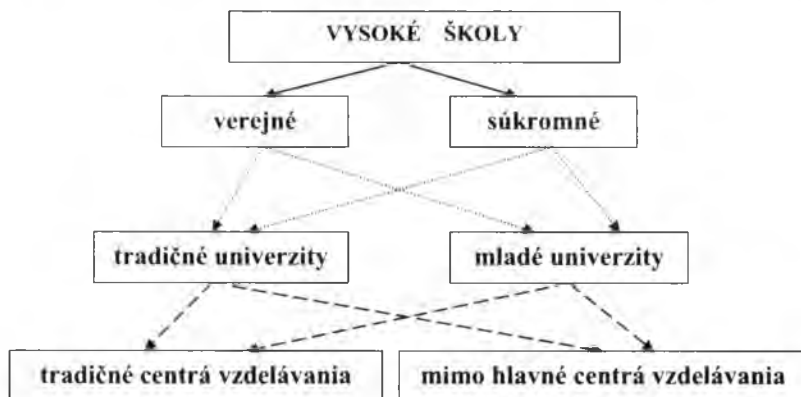 VYSOKÉ ŠKOLY
verejné
súkromné
tradičné univerzity
mladé univerzity
tradičné centrá vzdelávania
mimo hlavné centrá vzdelávania